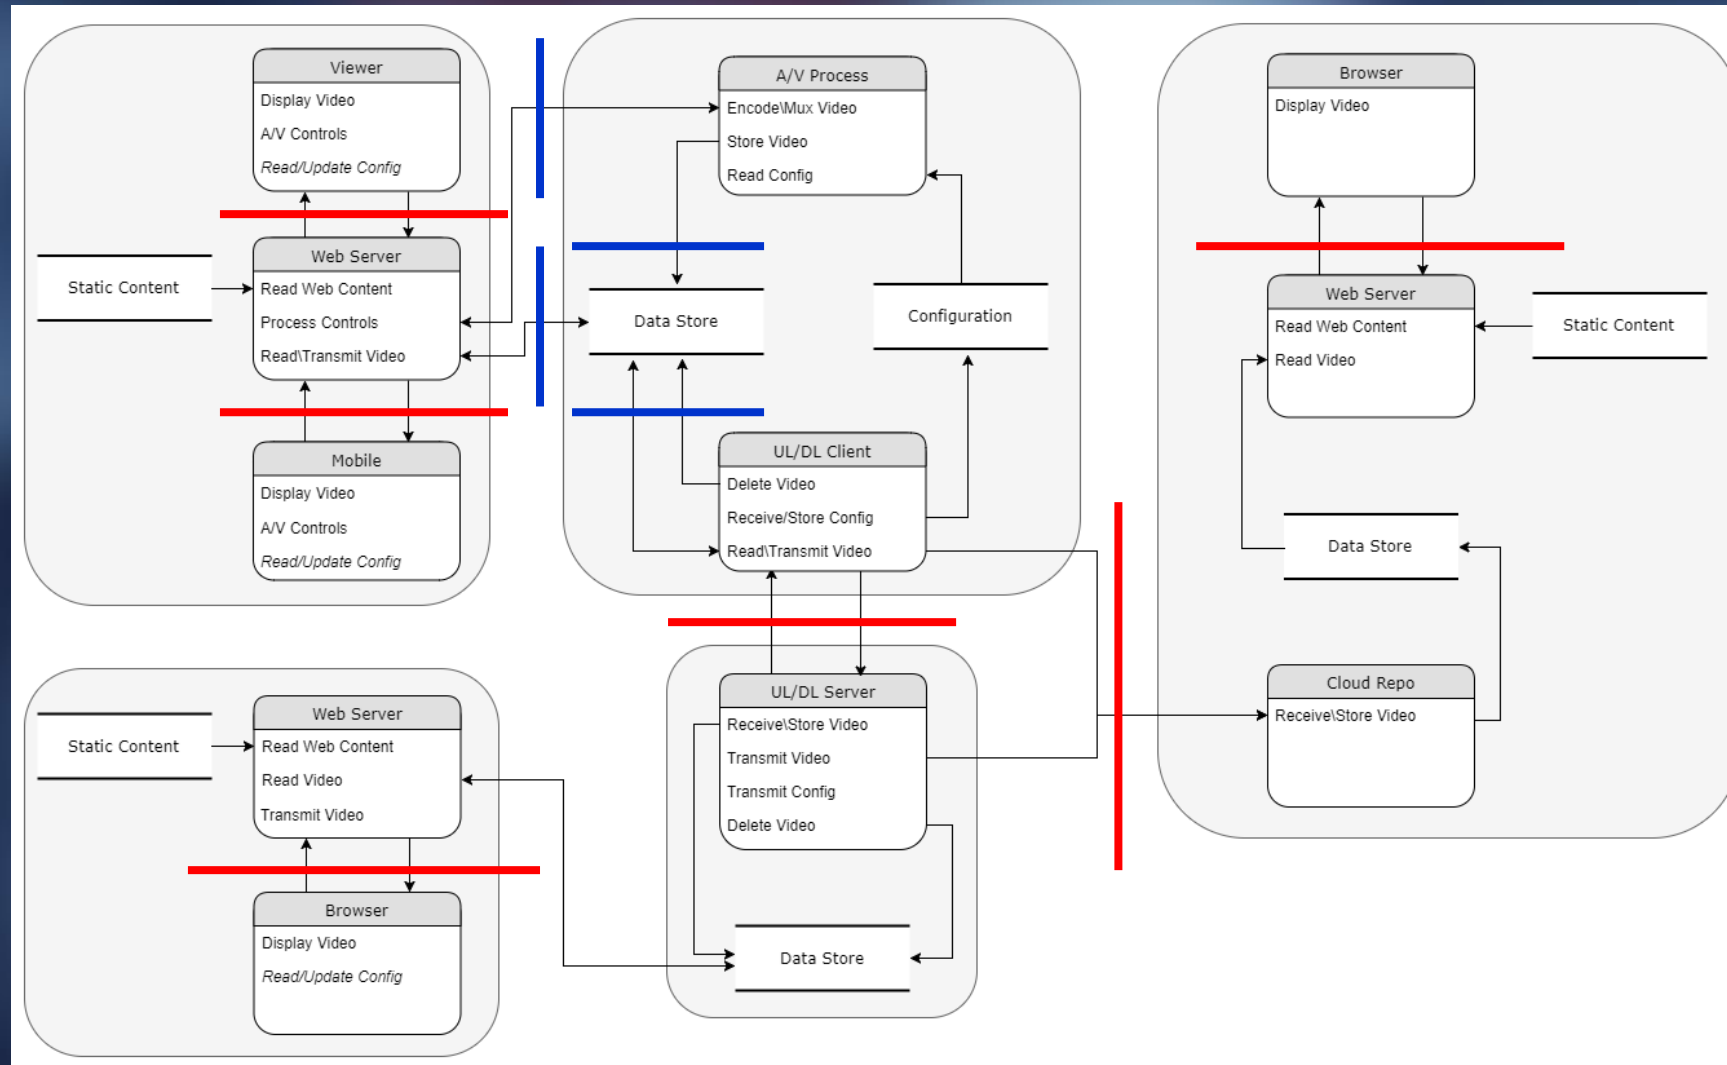 Viewer
Display Video
A/V Controls
Read/Update Config
Static Content
Web Server
Read Web Content
Process Controls
Read\Transmit Video
Mobile
Display Video
A/V Controls
Read/Update Config
A/V Process
Encode\Mux Video
Store Video
Read Config
Data Store
Configuration
UL/DL Client
Delete Video
Receive/Store Config
Read\Transmit Video
Browser
Display Video
Web Server
Read Web Content
Read Video
Static Content
Data Store
Cloud Repo
Receive\Store Video
Static Content
Web Server
Read Web Content
Read Video
Transmit Video
Browser
Display Video
Read/Update Config
UL/DL Server
Receive\Store Video
Transmit Video
Transmit Config
Delete Video
Data Store